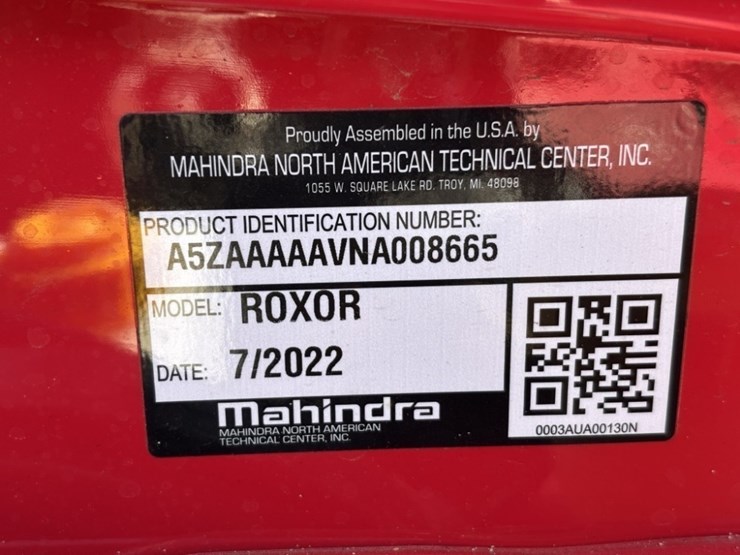 Proudly Assembled in the U.S.A. by
MAHINDRA NORTH AMERICAN TECHNICAL CENTER, INC.
1055 W. SQUARE LAKE RD. TROY, MI. 48098
PRODUCT IDENTIFICATION NUMBER:
A5ZAAAAAAVNA008665
MODEL: ROXOR
DATE: 7/2022
mahindra
MAHINDRA NORTH AMERICAN
TECHNICAL CENTER, INC.
0003AUA00130N